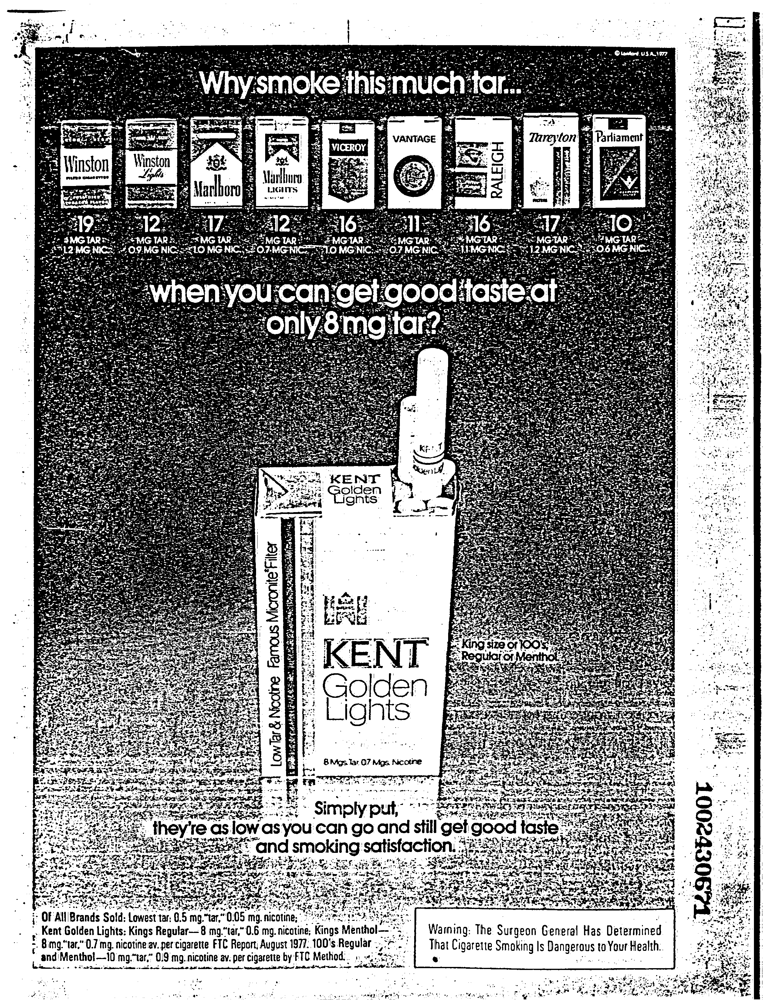 © Lorillard U.S.A., 1977
Why smoke this much tar...
Winston
Winston
Lights
Marlboro
Marlboro
LIGHTS
VICEROY
VANTAGE
RALEIGH
Tareyton
Parliament
19 12 17 12 16 11 16 17 10
MG TAR MG TAR MG TAR MG TAR MG TAR MG TAR MG TAR MG TAR MG TAR
1.2 MG NIC. 0.9 MG NIC. 1.0 MG NIC. 0.7 MG NIC. 1.0 MG NIC. 0.7 MG NIC. 1.1 MG NIC. 1.2 MG NIC. 0.6 MG NIC.
when you can get good taste at
only 8 mg tar?
KENT
KENT
Golden
Lights
Low Tar & Nicotine Famous Micronite Filter
KENT
Golden
Lights
8 Mgs. Tar 0.7 Mgs. Nicotine
King size or 100's,
Regular or Menthol.
Simply put,
they're as low as you can go and still get good taste
and smoking satisfaction.
Of All Brands Sold: Lowest tar: 0.5 mg. "tar," 0.05 mg. nicotine;
Kent Golden Lights: Kings Regular—8 mg. "tar," 0.6 mg. nicotine; Kings Menthol—
8 mg. "tar," 0.7 mg. nicotine av. per cigarette FTC Report, August 1977. 100's Regular
and Menthol—10 mg. "tar," 0.9 mg. nicotine av. per cigarette by FTC Method.
Warning: The Surgeon General Has Determined
That Cigarette Smoking Is Dangerous to Your Health.
1002430671